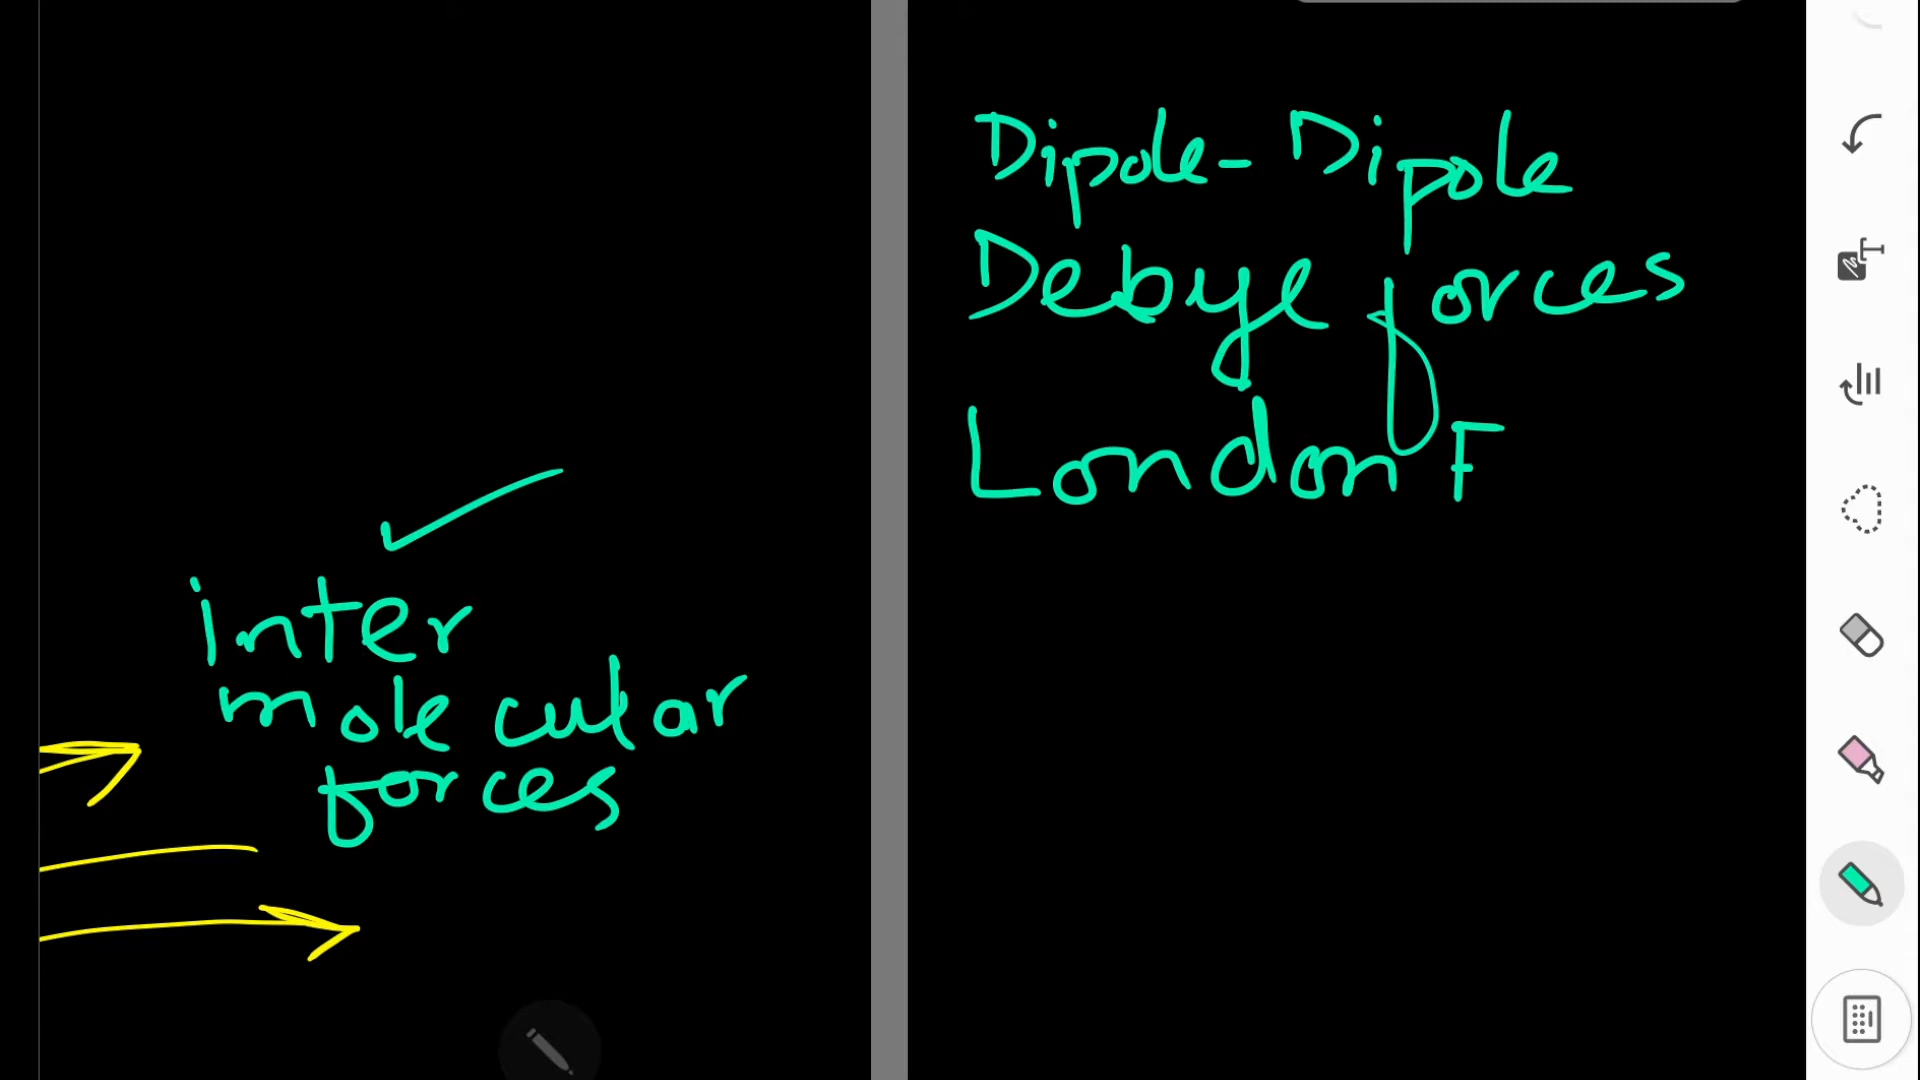 inter
molecular
forces
Dipole-Dipole
Debye forces
London F